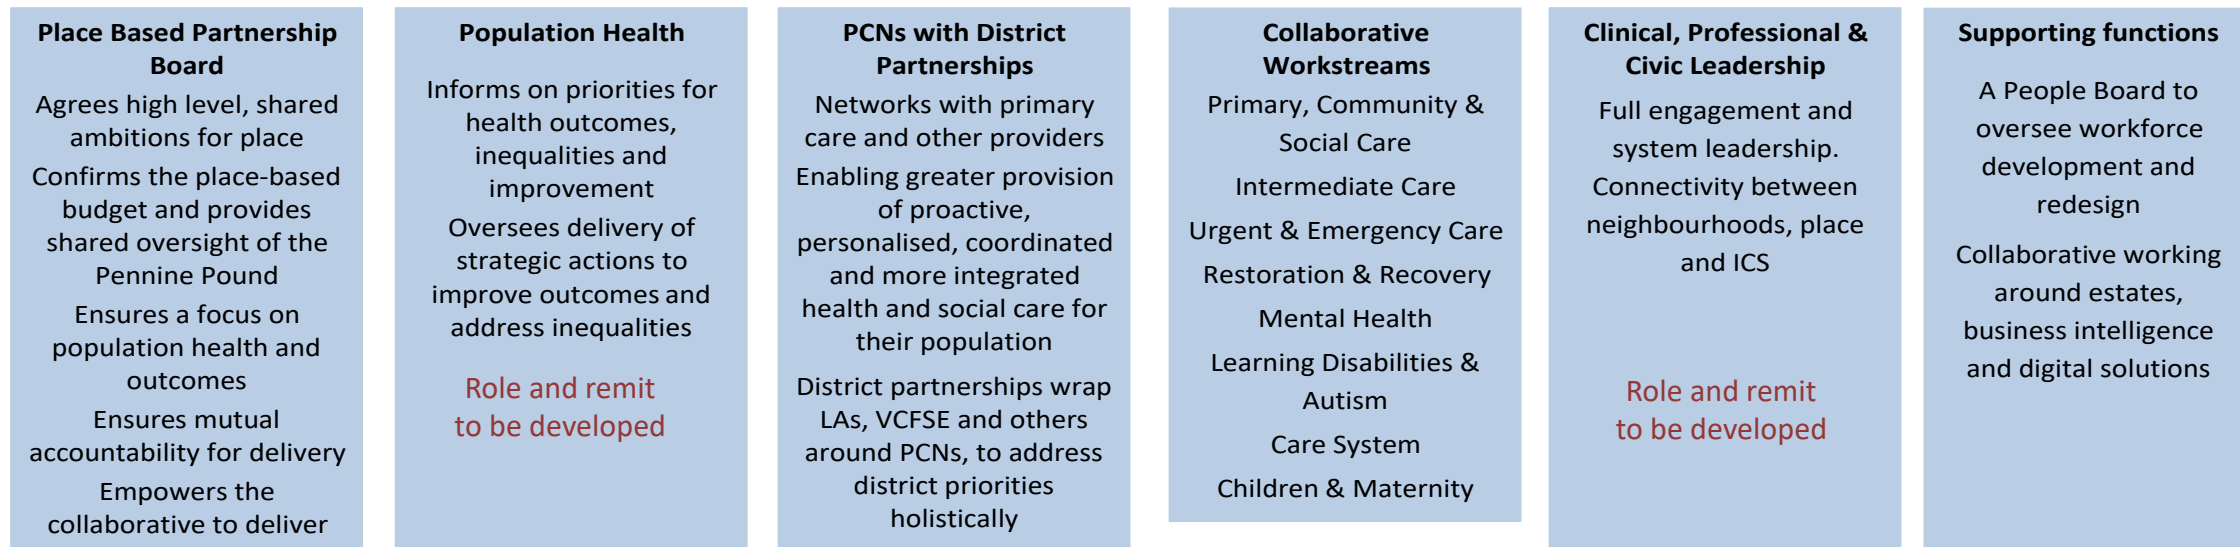 Place Based Partnership
Board
Agrees high level, shared
ambitions for place
Confirms the place-based
budget and provides
shared oversight of the
Pennine Pound
Ensures a focus on
population health and
outcomes
Ensures mutual
accountability for delivery
Empowers the
collaborative to deliver
Population Health
Informs on priorities for
health outcomes,
inequalities and
improvement
Oversees delivery of
strategic actions to
improve outcomes and
address inequalities
Role and remit
to be developed
PCNs with District
Partnerships
Networks with primary
care and other providers
Enabling greater provision
of proactive,
personalised, coordinated
and more integrated
health and social care for
their population
District partnerships wrap
LAs, VCFSE and others
around PCNs, to address
district priorities
holistically
Collaborative
Workstreams
Primary, Community &
Social Care
Intermediate Care
Urgent & Emergency Care
Restoration & Recovery
Mental Health
Learning Disabilities &
Autism
Care System
Children & Maternity
Clinical, Professional &
Civic Leadership
Full engagement and
system leadership.
Connectivity between
neighbourhoods, place
and ICS
Role and remit
to be developed
Supporting functions
A People Board to
oversee workforce
development and
redesign
Collaborative working
around estates,
business intelligence
and digital solutions